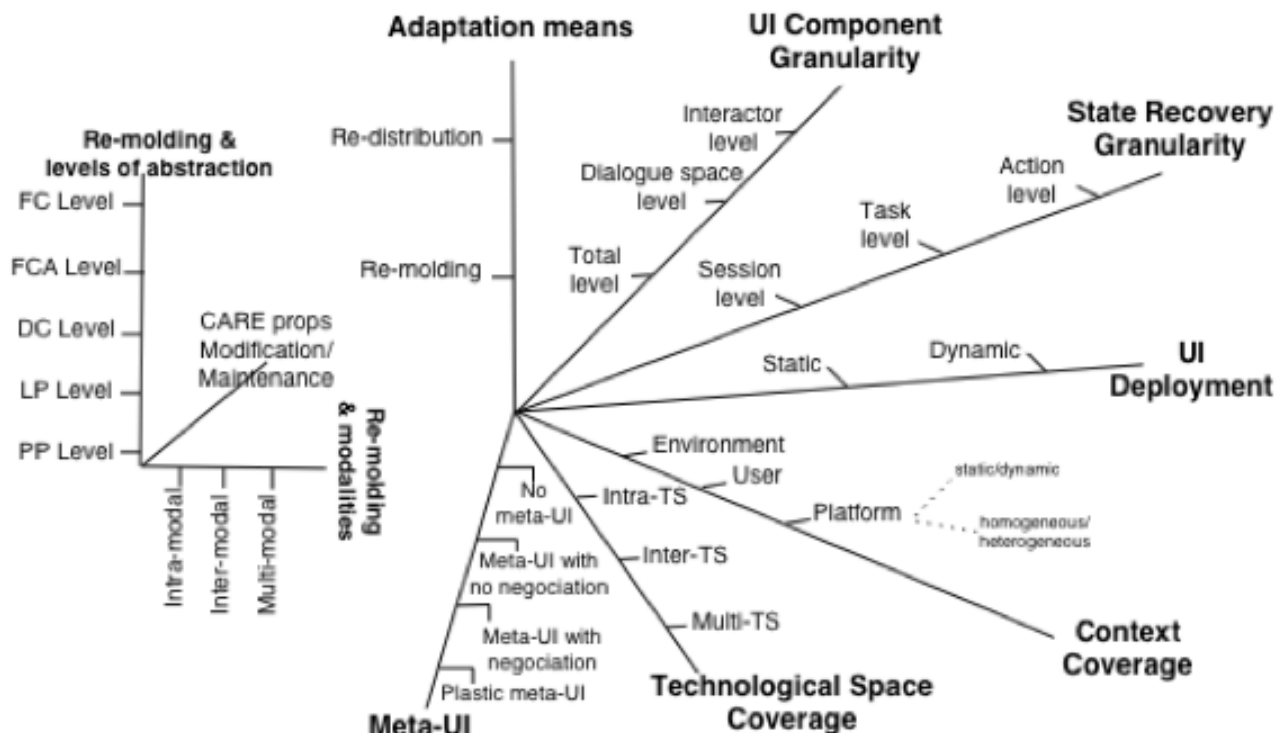 Adaptation means
UI Component
Granularity
State Recovery
Granularity
Re-molding &
levels of abstraction
FC Level
FCA Level
DC Level
LP Level
PP Level
CARE props
Modification/
Maintenance
Intra-modal
Inter-modal
Multi-modal
Re-molding
& modalities
Re-distribution
Re-molding
Interactor
level
Dialogue space
level
Total
level
Action
level
Task
level
Session
level
Static
Dynamic
UI
Deployment
Environment
User
Platform
static/dynamic
homogeneous/
heterogeneous
Context
Coverage
Intra-TS
Inter-TS
Multi-TS
Technological Space
Coverage
No
meta-UI
Meta-UI with
no negociation
Meta-UI with
negociation
Plastic meta-UI
Meta-UI